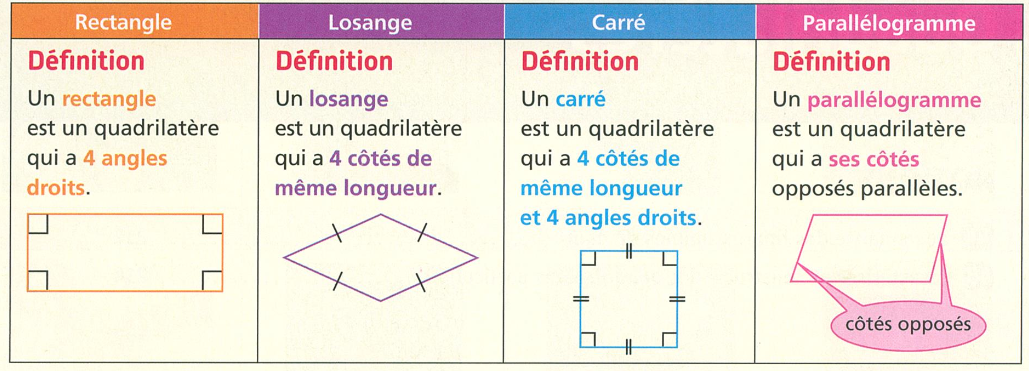 Rectangle
Définition
Un rectangle
est un quadrilatère
qui a 4 angles
droits.
Losange
Définition
Un losange
est un quadrilatère
qui a 4 côtés de
même longueur.
Carré
Définition
Un carré
est un quadrilatère
qui a 4 côtés de
même longueur
et 4 angles droits.
Parallélogramme
Définition
Un parallélogramme
est un quadrilatère
qui a ses côtés
opposés parallèles.
côtés opposés